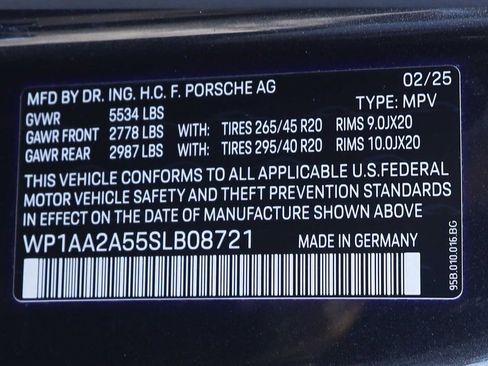 MFD BY DR. ING. H.C. F. PORSCHE AG 02/25
GVWR 5534 LBS TYPE: MPV
GAWR FRONT 2778 LBS WITH: TIRES 265/45 R20 RIMS 9.0JX20
GAWR REAR 2987 LBS WITH: TIRES 295/40 R20 RIMS 10.0JX20
THIS VEHICLE CONFORMS TO ALL APPLICABLE U.S.FEDERAL
MOTOR VEHICLE SAFETY AND THEFT PREVENTION STANDARDS
IN EFFECT ON THE DATE OF MANUFACTURE SHOWN ABOVE
WP1AA2A55SLB08721 MADE IN GERMANY
95B.010.016.BG